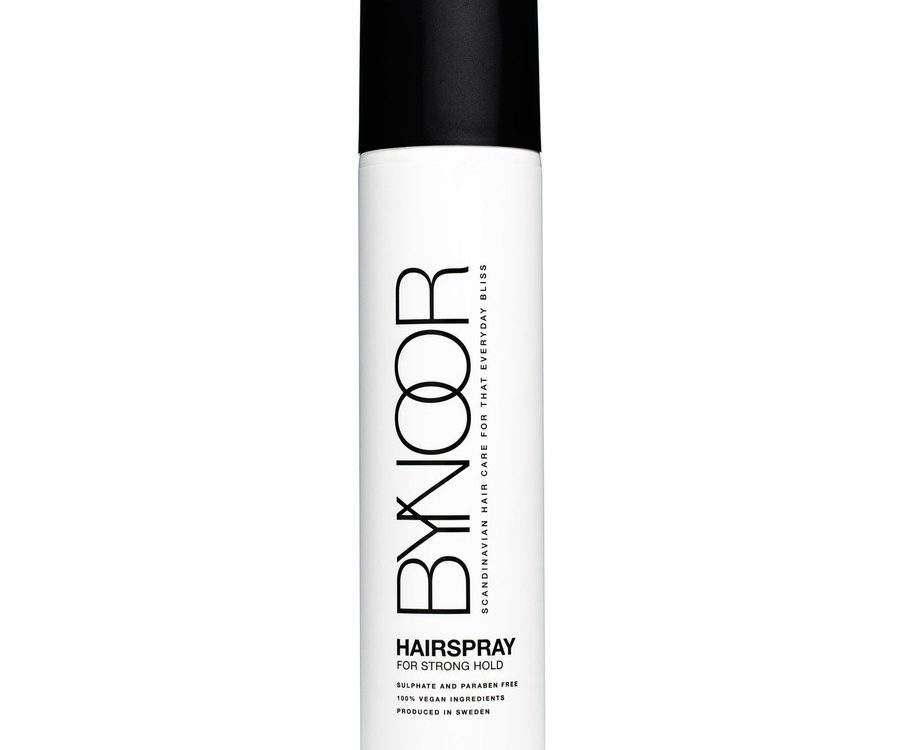 BYNOOR
SCANDINAVIAN HAIR CARE FOR THAT EVERYDAY BLISS
HAIRSPRAY
FOR STRONG HOLD
SULPHATE AND PARABEN FREE
100% VEGAN INGREDIENTS
PRODUCED IN SWEDEN